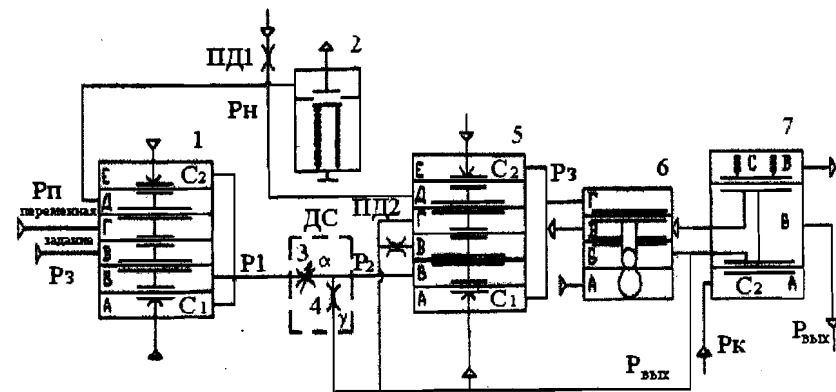 ПД1
2
Рн
1
5
7
Е
С2
Д
Г
В
Б
А
С1
Рп
переменная
задание
Рз
Р1
ДС
3
α
4
γ
ПД2
Р2
Е
С2
Д
Г
В
В
А
С1
Рз
6
Г
Б
А
С
В
В
С2
А
Рк
Рвых
Рвых